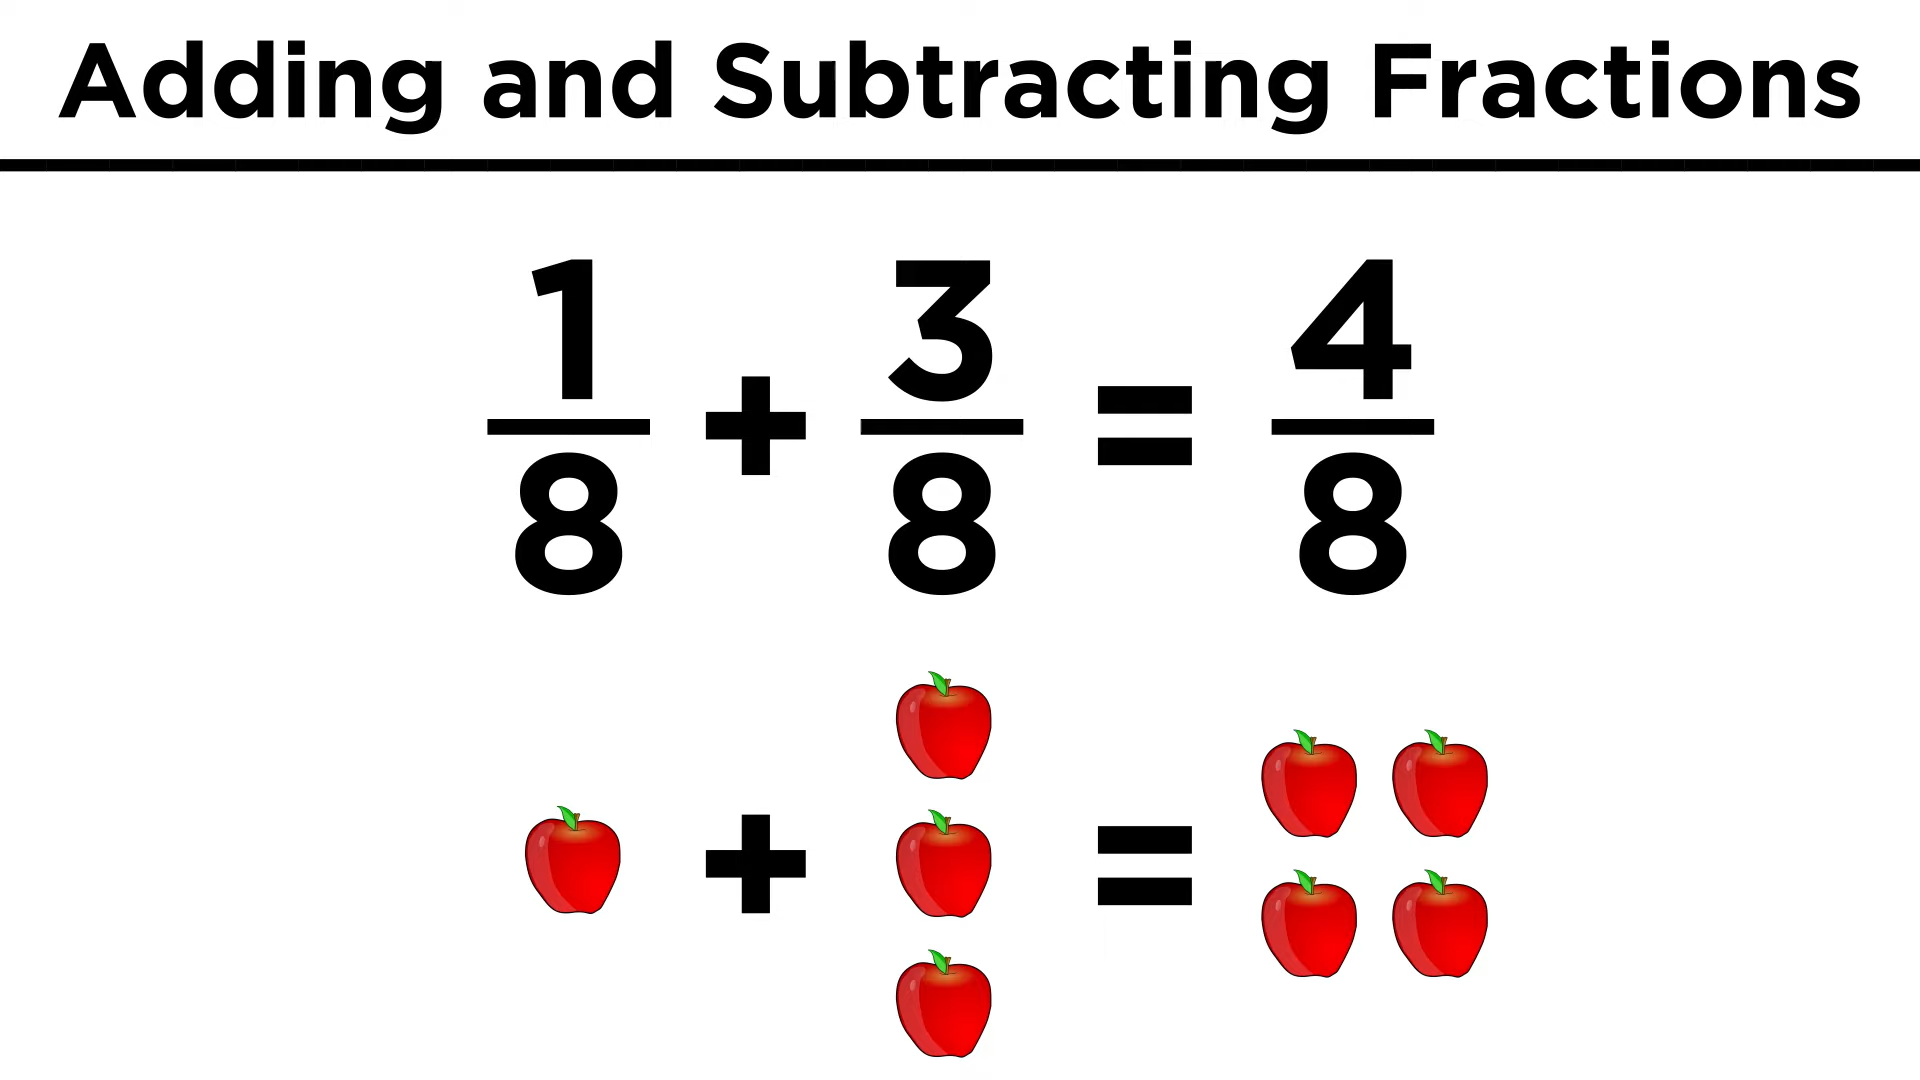 Adding and Subtracting Fractions
1/8 + 3/8 = 4/8
+ =